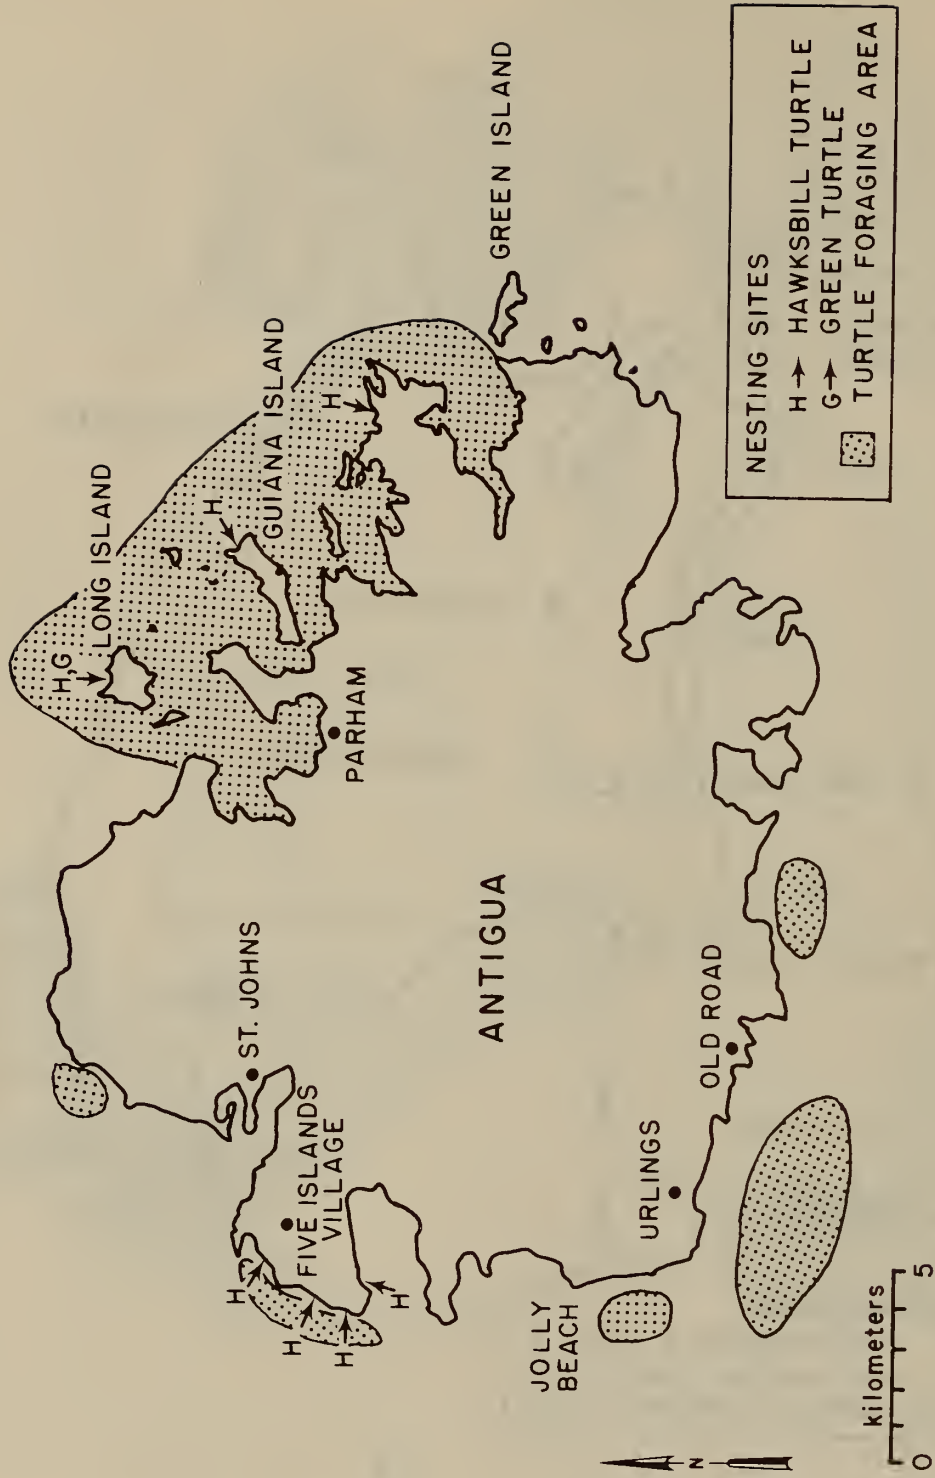 H,G
LONG ISLAND
H
GUIANA ISLAND
H
GREEN ISLAND
PARHAM
ST. JOHNS
FIVE ISLANDS
VILLAGE
H
H
H
H
ANTIGUA
JOLLY
BEACH
URLINGS
OLD ROAD
NESTING SITES
H→ HAWKSBILL TURTLE
G→ GREEN TURTLE
TURTLE FORAGING AREA
N
kilometers
0 5